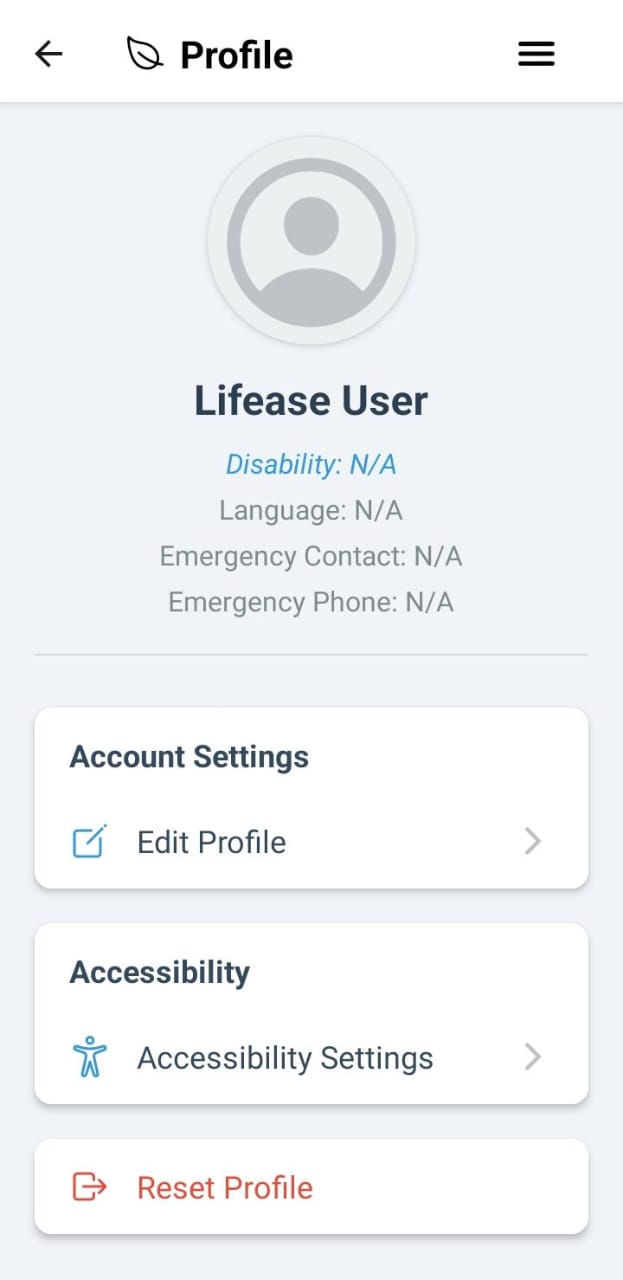 Profile
Lifease User
Disability: N/A
Language: N/A
Emergency Contact: N/A
Emergency Phone: N/A
Account Settings
Edit Profile
Accessibility
Accessibility Settings
Reset Profile